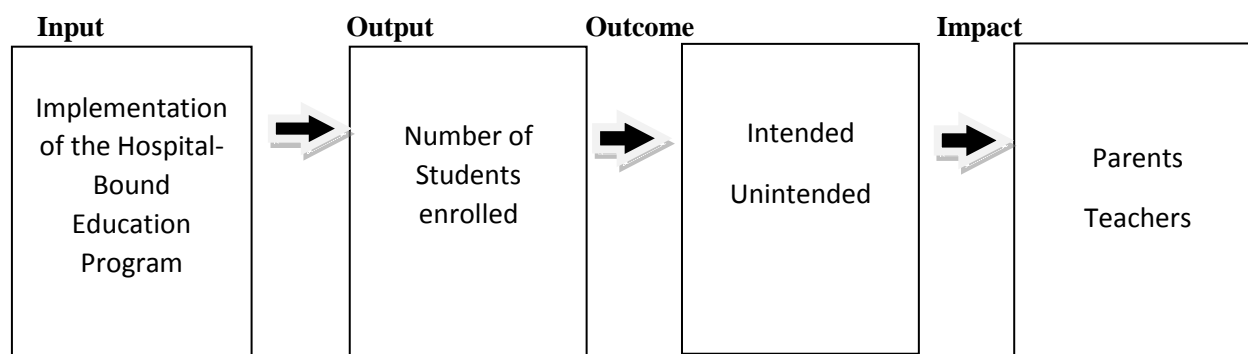 Input
Output
Outcome
Impact
Implementation
of the Hospital-
Bound
Education
Program
Number of
Students
enrolled
Intended
Unintended
Parents
Teachers